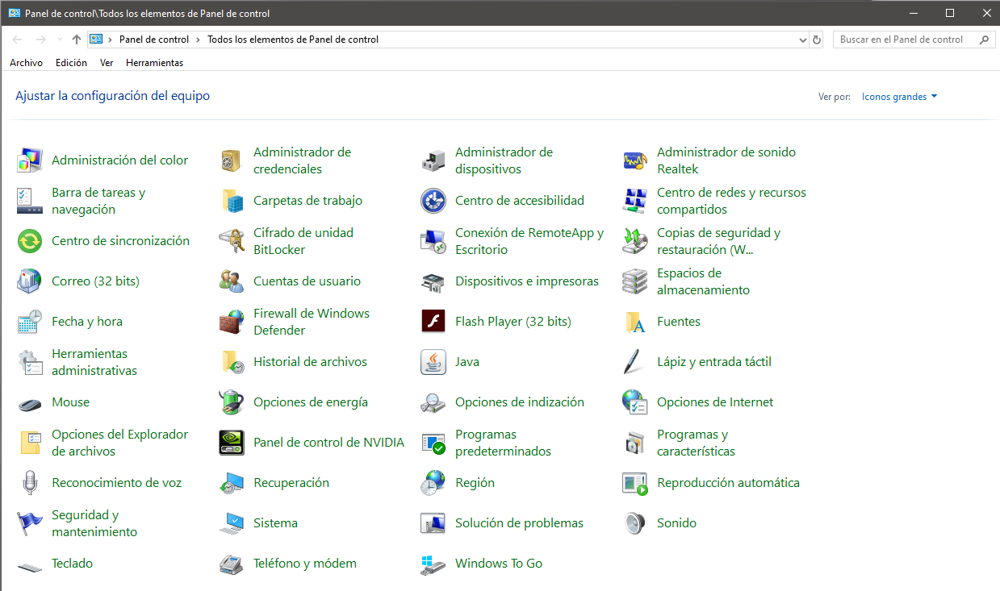 Panel de control\Todos los elementos de Panel de control
Panel de control › Todos los elementos de Panel de control
Buscar en el Panel de control
Archivo Edición Ver Herramientas
Ajustar la configuración del equipo
Ver por: Iconos grandes
Administración del color
Administrador de
credenciales
Administrador de
dispositivos
Administrador de sonido
Realtek
Barra de tareas y
navegación
Carpetas de trabajo
Centro de accesibilidad
Centro de redes y recursos
compartidos
Centro de sincronización
Cifrado de unidad
BitLocker
Conexión de RemoteApp y
Escritorio
Copias de seguridad y
restauración (W...
Correo (32 bits)
Cuentas de usuario
Dispositivos e impresoras
Espacios de
almacenamiento
Fecha y hora
Firewall de Windows
Defender
Flash Player (32 bits)
Fuentes
Herramientas
administrativas
Historial de archivos
Java
Lápiz y entrada táctil
Mouse
Opciones de energía
Opciones de indización
Opciones de Internet
Opciones del Explorador
de archivos
Panel de control de NVIDIA
Programas
predeterminados
Programas y
características
Reconocimiento de voz
Recuperación
Región
Reproducción automática
Seguridad y
mantenimiento
Sistema
Solución de problemas
Sonido
Teclado
Teléfono y módem
Windows To Go